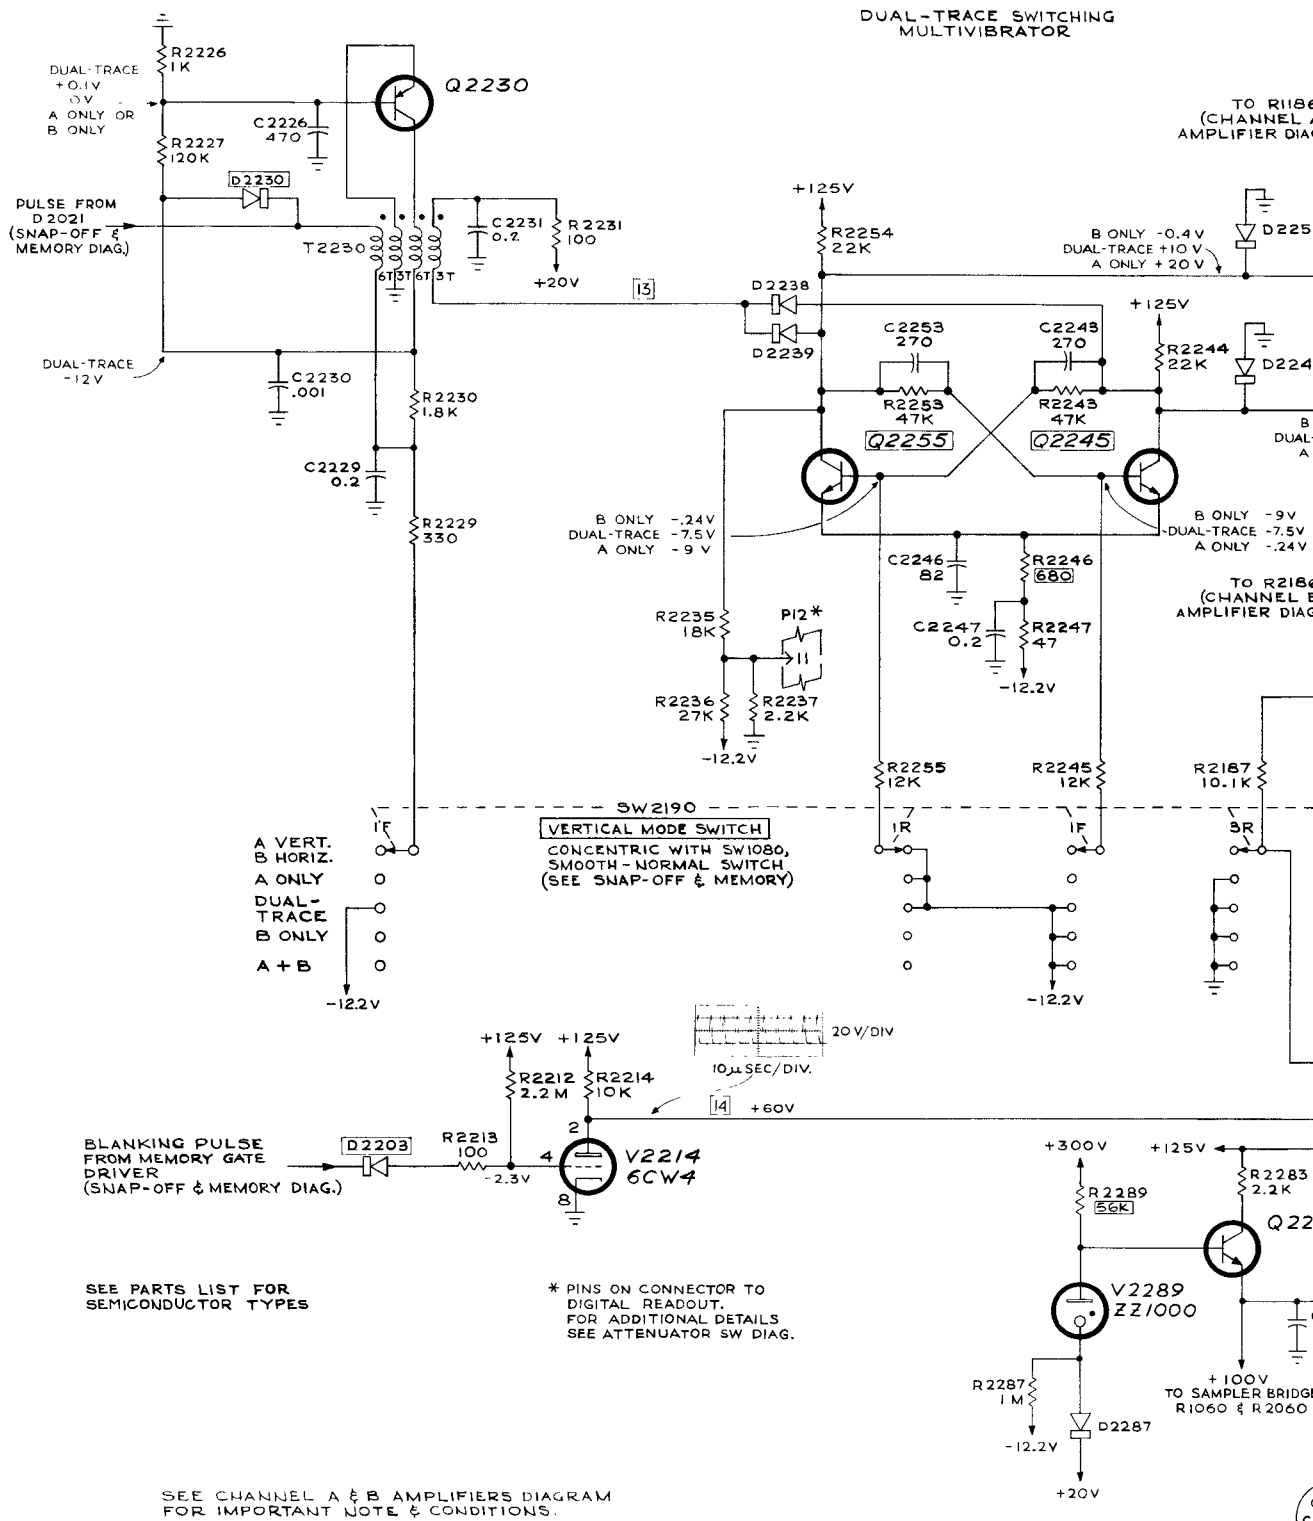 DUAL-TRACE SWITCHING
MULTIVIBRATOR
R2226
1K
DUAL-TRACE
+0.1V
0V
A ONLY OR
B ONLY
Q2230
C2226
470
R2227
120K
D2230
PULSE FROM
D2021
(SNAP-OFF &
MEMORY DIAG.)
T2230
6T 3T 6T 3T
C2231
0.2
R2231
100
+20V
13
DUAL-TRACE
-12V
C2230
.001
R2230
1.8K
C2229
0.2
R2229
330
TO R1186
(CHANNEL A
AMPLIFIER DIAG
+125V
R2254
22K
B ONLY -0.4V
DUAL-TRACE +10V
A ONLY +20V
D225
D2238
D2239
C2253
270
C2243
270
+125V
R2244
22K
D224
R2253
47K
R2243
47K
Q2255
Q2245
B
DUAL-
A
B ONLY -.24V
DUAL-TRACE -7.5V
A ONLY -9V
B ONLY -9V
DUAL-TRACE -7.5V
A ONLY -.24V
C2246
82
R2246
680
TO R2186
(CHANNEL B
AMPLIFIER DIAG
R2235
18K
P12*
11
C2247
0.2
R2247
47
-12.2V
R2236
27K
R2237
2.2K
-12.2V
R2255
12K
R2245
12K
R2187
10.1K
SW2190
VERTICAL MODE SWITCH
CONCENTRIC WITH SW1080,
SMOOTH-NORMAL SWITCH
(SEE SNAP-OFF & MEMORY)
1F
1R
1F
3R
A VERT.
B HORIZ.
A ONLY
DUAL-
TRACE
B ONLY
A + B
-12.2V
-12.2V
20V/DIV
10µSEC/DIV.
+125V +125V
R2212
2.2M
R2214
10K
14 +60V
BLANKING PULSE
FROM MEMORY GATE
DRIVER
(SNAP-OFF & MEMORY DIAG.)
D2203
R2213
100
-2.3V
2
4
8
V2214
6CW4
+300V
+125V
R2289
56K
R2283
2.2K
Q22
SEE PARTS LIST FOR
SEMICONDUCTOR TYPES
* PINS ON CONNECTOR TO
DIGITAL READOUT.
FOR ADDITIONAL DETAILS
SEE ATTENUATOR SW DIAG.
V2289
ZZ1000
R2287
1M
-12.2V
D2287
+20V
+100V
TO SAMPLER BRIDGE
R1060 & R2060
SEE CHANNEL A & B AMPLIFIERS DIAGRAM
FOR IMPORTANT NOTE & CONDITIONS.